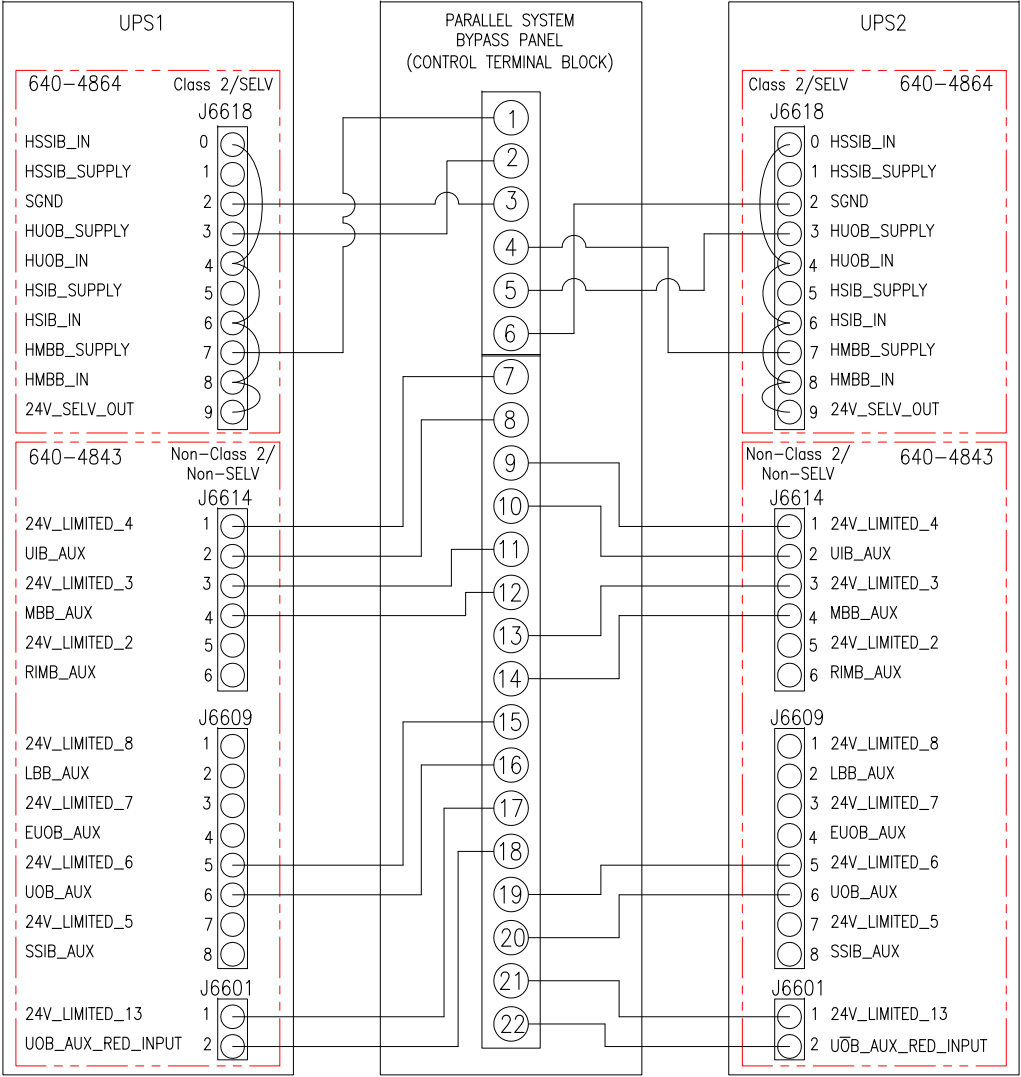 UPS1
640-4864
Class 2/SELV
J6618
HSSIB_IN 0
HSSIB_SUPPLY 1
SGND 2
HUOB_SUPPLY 3
HUOB_IN 4
HSIB_SUPPLY 5
HSIB_IN 6
HMBB_SUPPLY 7
HMBB_IN 8
24V_SELV_OUT 9
640-4843
Non-Class 2/
Non-SELV
J6614
24V_LIMITED_4 1
UIB_AUX 2
24V_LIMITED_3 3
MBB_AUX 4
24V_LIMITED_2 5
RIMB_AUX 6
J6609
24V_LIMITED_8 1
LBB_AUX 2
24V_LIMITED_7 3
EUOB_AUX 4
24V_LIMITED_6 5
UOB_AUX 6
24V_LIMITED_5 7
SSIB_AUX 8
J6601
24V_LIMITED_13 1
UOB_AUX_RED_INPUT 2
PARALLEL SYSTEM
BYPASS PANEL
(CONTROL TERMINAL BLOCK)
1
2
3
4
5
6
7
8
9
10
11
12
13
14
15
16
17
18
19
20
21
22
UPS2
Class 2/SELV
640-4864
J6618
0 HSSIB_IN
1 HSSIB_SUPPLY
2 SGND
3 HUOB_SUPPLY
4 HUOB_IN
5 HSIB_SUPPLY
6 HSIB_IN
7 HMBB_SUPPLY
8 HMBB_IN
9 24V_SELV_OUT
Non-Class 2/
Non-SELV
640-4843
J6614
1 24V_LIMITED_4
2 UIB_AUX
3 24V_LIMITED_3
4 MBB_AUX
5 24V_LIMITED_2
6 RIMB_AUX
J6609
1 24V_LIMITED_8
2 LBB_AUX
3 24V_LIMITED_7
4 EUOB_AUX
5 24V_LIMITED_6
6 UOB_AUX
7 24V_LIMITED_5
8 SSIB_AUX
J6601
1 24V_LIMITED_13
2 UOB_AUX_RED_INPUT